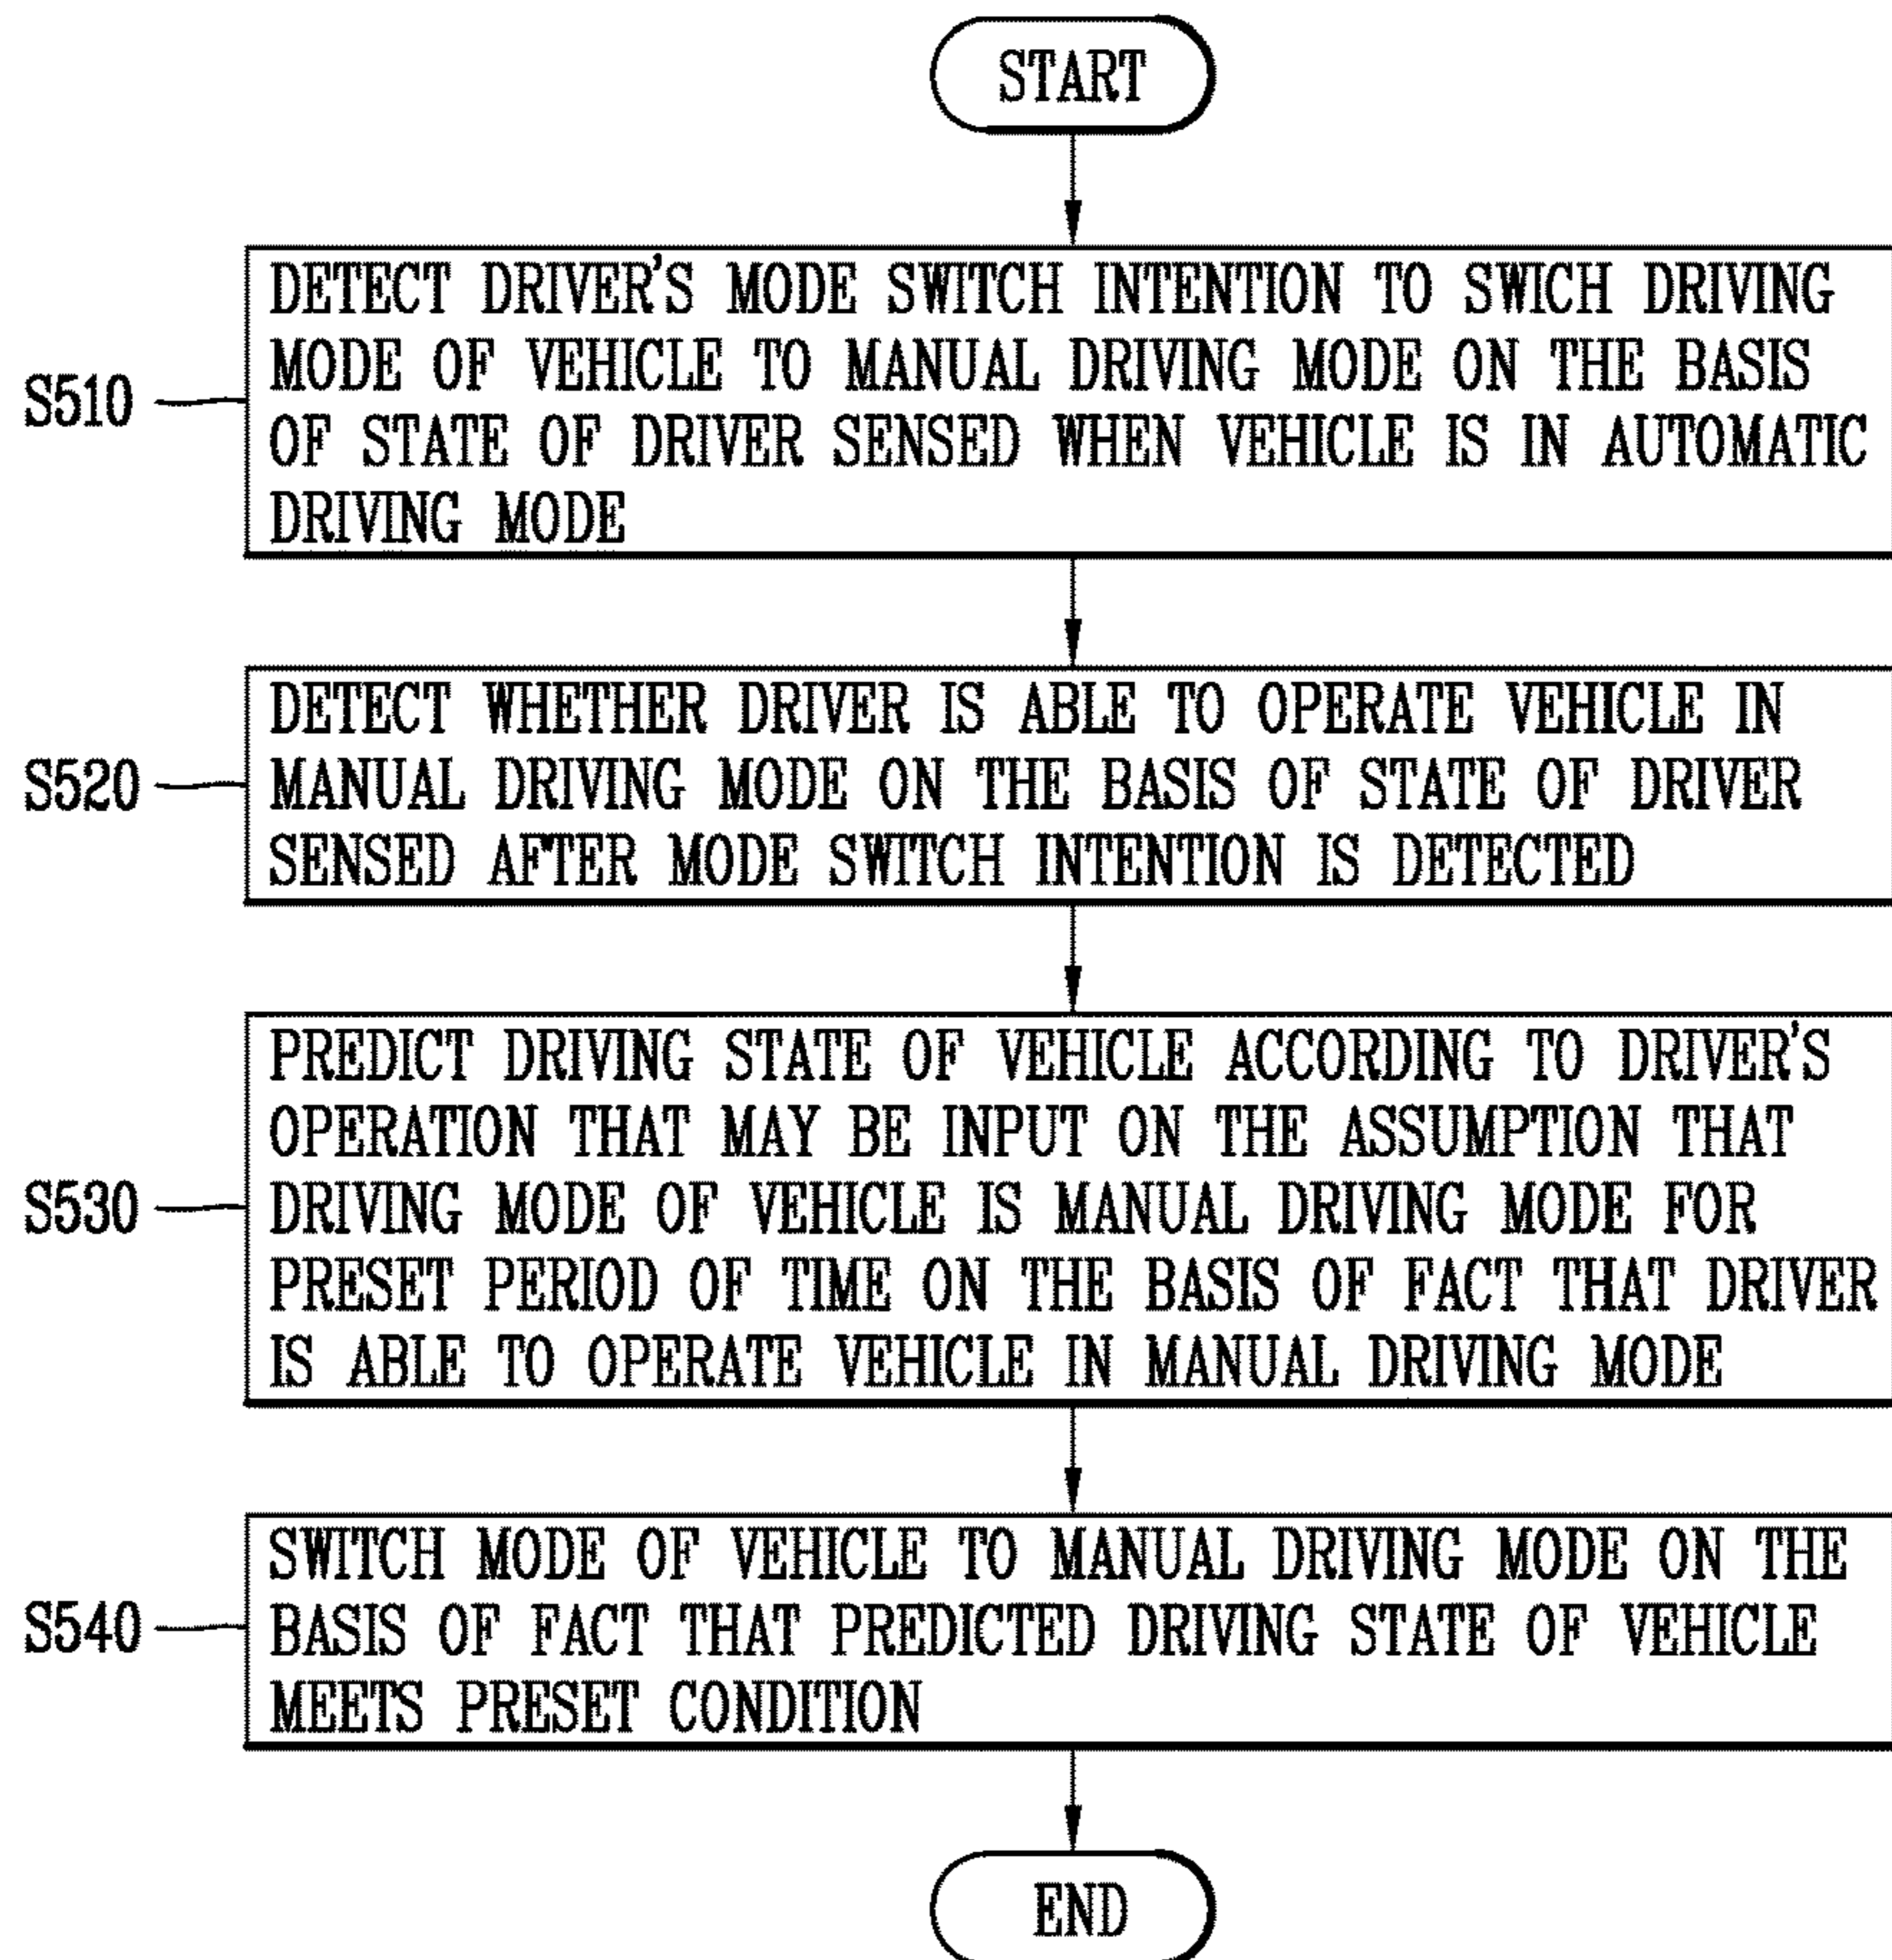 START
S510
DETECT DRIVER'S MODE SWITCH INTENTION TO SWICH DRIVING
MODE OF VEHICLE TO MANUAL DRIVING MODE ON THE BASIS
OF STATE OF DRIVER SENSED WHEN VEHICLE IS IN AUTOMATIC
DRIVING MODE
S520
DETECT WHETHER DRIVER IS ABLE TO OPERATE VEHICLE IN
MANUAL DRIVING MODE ON THE BASIS OF STATE OF DRIVER
SENSED AFTER MODE SWITCH INTENTION IS DETECTED
S530
PREDICT DRIVING STATE OF VEHICLE ACCORDING TO DRIVER'S
OPERATION THAT MAY BE INPUT ON THE ASSUMPTION THAT
DRIVING MODE OF VEHICLE IS MANUAL DRIVING MODE FOR
PRESET PERIOD OF TIME ON THE BASIS OF FACT THAT DRIVER
IS ABLE TO OPERATE VEHICLE IN MANUAL DRIVING MODE
S540
SWITCH MODE OF VEHICLE TO MANUAL DRIVING MODE ON THE
BASIS OF FACT THAT PREDICTED DRIVING STATE OF VEHICLE
MEETS PRESET CONDITION
END